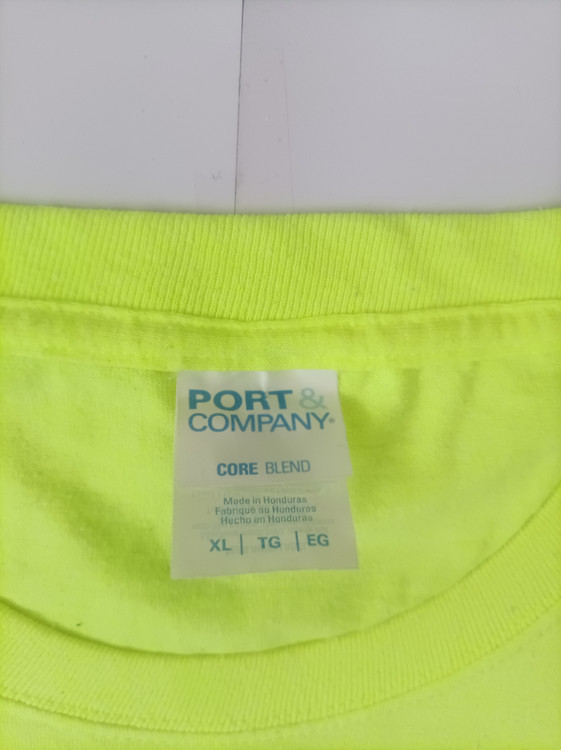 PORT &
COMPANY®
CORE BLEND
Made in Honduras
Fabriqué au Honduras
Hecho en Honduras
XL | TG | EG